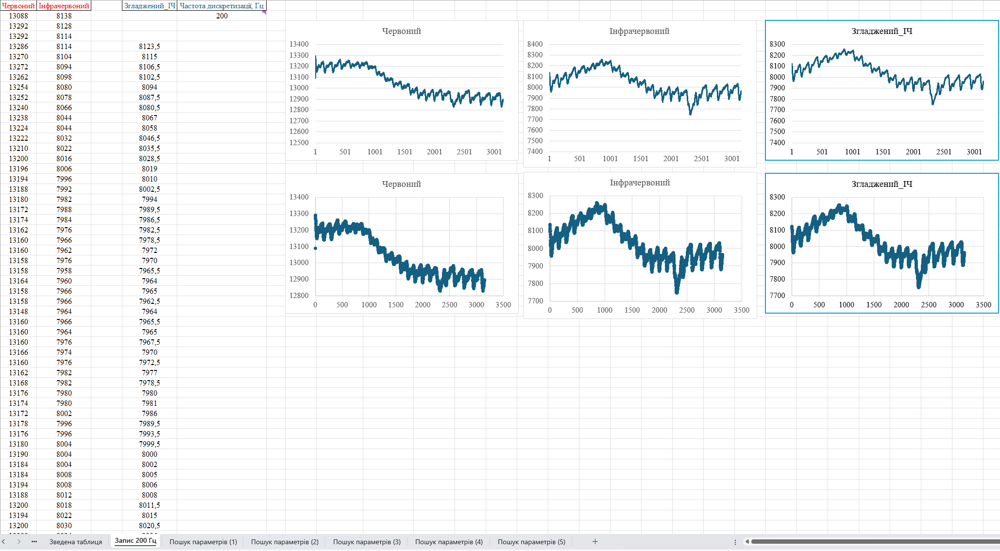 Червоний Інфрачервоний Згладжений_ІЧ Частота дискретизації, Гц
13088 8138 200
13292 8128
13292 8114
13286 8114 8123,5
13270 8104 8115
13272 8094 8106,5
13262 8098 8102,5
13254 8080 8094
13252 8078 8087,5
13240 8066 8080,5
13238 8044 8067
13224 8044 8058
13222 8032 8046,5
13210 8022 8035,5
13200 8016 8028,5
13196 8006 8019
13194 7996 8010
13188 7992 8002,5
13180 7982 7994
13172 7988 7989,5
13174 7984 7986,5
13162 7976 7982,5
13160 7966 7978,5
13160 7962 7972
13158 7976 7970
13158 7958 7965,5
13164 7960 7964
13158 7966 7965
13158 7966 7962,5
13148 7964 7964
13160 7966 7965,5
13160 7964 7965
13160 7976 7967,5
13166 7974 7970
13160 7976 7972,5
13162 7982 7977
13168 7982 7978,5
13176 7980 7980
13174 7980 7981
13172 8002 7986
13178 7996 7989,5
13176 7996 7993,5
13180 8004 7999,5
13190 8004 8000
13184 8004 8002
13184 8008 8005
13194 8008 8006
13188 8012 8008
13200 8018 8011,5
13194 8022 8015
13200 8030 8020,5
Червоний
13400
13300
13200
13100
13000
12900
12800
12700
12600
12500
1 501 1001 1501 2001 2501 3001
Інфрачервоний
8400
8300
8200
8100
8000
7900
7800
7700
7600
7500
7400
1 501 1001 1501 2001 2501 3001
Згладжений_ІЧ
8300
8200
8100
8000
7900
7800
7700
7600
7500
7400
1 501 1001 1501 2001 2501 3001
Червоний
13400
13300
13200
13100
13000
12900
12800
0 500 1000 1500 2000 2500 3000 3500
Інфрачервоний
8300
8200
8100
8000
7900
7800
7700
0 500 1000 1500 2000 2500 3000 3500
Згладжений_ІЧ
8300
8200
8100
8000
7900
7800
7700
0 500 1000 1500 2000 2500 3000 3500
Зведена таблиця Запис 200 Гц Пошук параметрів (1) Пошук параметрів (2) Пошук параметрів (3) Пошук параметрів (4) Пошук параметрів (5)